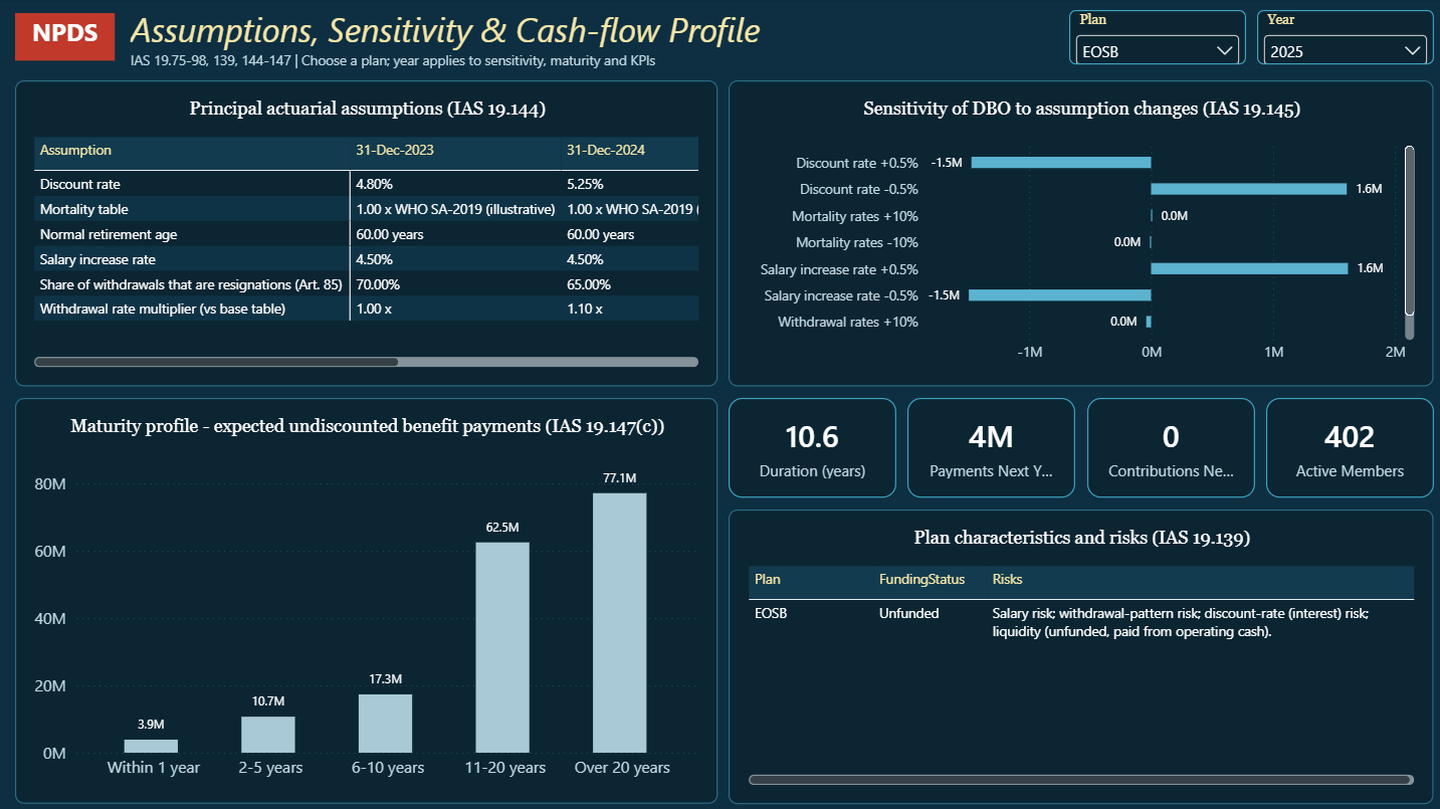 NPDS
Assumptions, Sensitivity & Cash-flow Profile
IAS 19.75-98, 139, 144-147 | Choose a plan; year applies to sensitivity, maturity and KPIs
Plan
EOSB
Year
2025
Principal actuarial assumptions (IAS 19.144)
Assumption 31-Dec-2023 31-Dec-2024
Discount rate 4.80% 5.25%
Mortality table 1.00 x WHO SA-2019 (illustrative) 1.00 x WHO SA-2019 (
Normal retirement age 60.00 years 60.00 years
Salary increase rate 4.50% 4.50%
Share of withdrawals that are resignations (Art. 85) 70.00% 65.00%
Withdrawal rate multiplier (vs base table) 1.00 x 1.10 x
Sensitivity of DBO to assumption changes (IAS 19.145)
Discount rate +0.5% -1.5M
Discount rate -0.5% 1.6M
Mortality rates +10% 0.0M
Mortality rates -10% 0.0M
Salary increase rate +0.5% 1.6M
Salary increase rate -0.5% -1.5M
Withdrawal rates +10% 0.0M
-1M 0M 1M 2M
Maturity profile - expected undiscounted benefit payments (IAS 19.147(c))
80M
60M
40M
20M
0M
3.9M
10.7M
17.3M
62.5M
77.1M
Within 1 year 2-5 years 6-10 years 11-20 years Over 20 years
10.6
Duration (years)
4M
Payments Next Y...
0
Contributions Ne...
402
Active Members
Plan characteristics and risks (IAS 19.139)
Plan FundingStatus Risks
EOSB Unfunded Salary risk; withdrawal-pattern risk; discount-rate (interest) risk;
liquidity (unfunded, paid from operating cash).